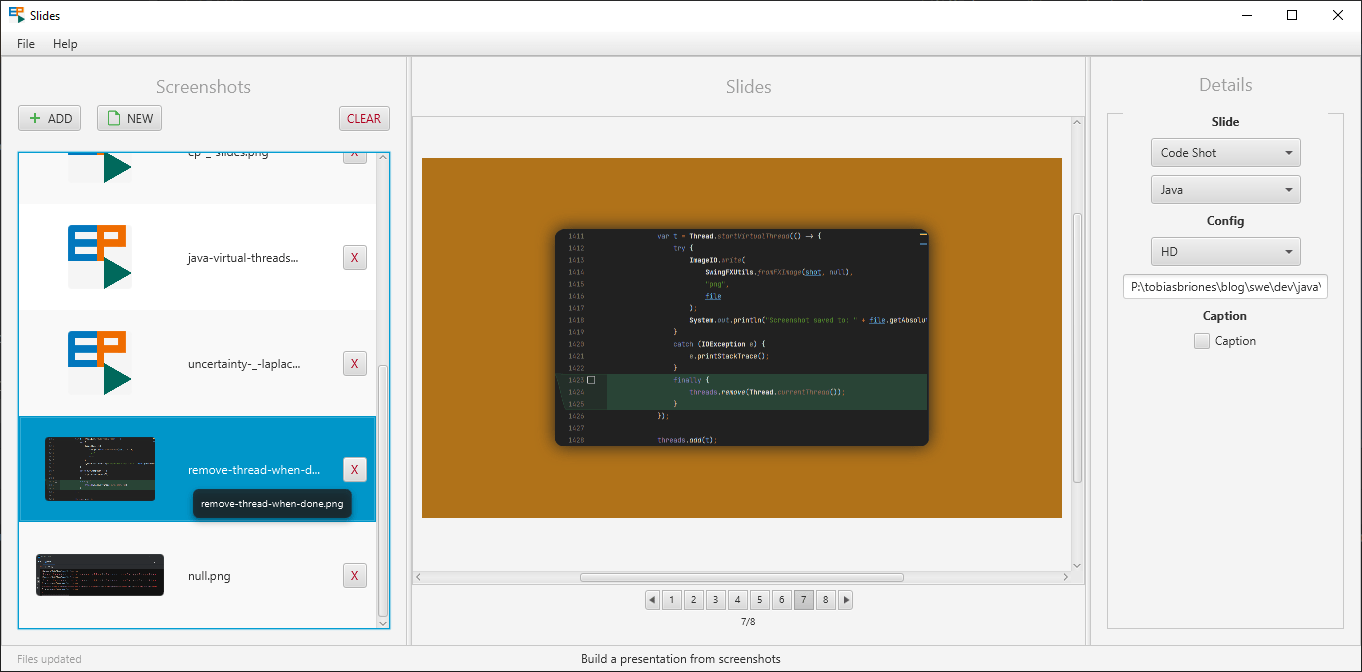 Slides
File Help
Screenshots
ADD
NEW
CLEAR
ep-_-slides.png
X
java-virtual-threads...
X
uncertainty-_-laplac...
X
remove-thread-when-d...
X
remove-thread-when-done.png
null.png
X
Slides
1411 var t = Thread.startVirtualThread(() -> {
1412 try {
1413 ImageIO.write(
1414 SwingFXUtils.fromFXImage(shot, null),
1415 "png",
1416 file
1417 );
1418 System.out.println("Screenshot saved to: " + file.getAbsolut
1419 }
1420 catch (IOException e) {
1421 e.printStackTrace();
1422 }
1423 finally {
1424 threads.remove(Thread.currentThread());
1425 }
1426 });
1427
1428 threads.add(t);
1 2 3 4 5 6 7 8
7/8
Details
Slide
Code Shot
Java
Config
HD
P:\tobiasbriones\blog\swe\dev\java\
Caption
Caption
Files updated
Build a presentation from screenshots